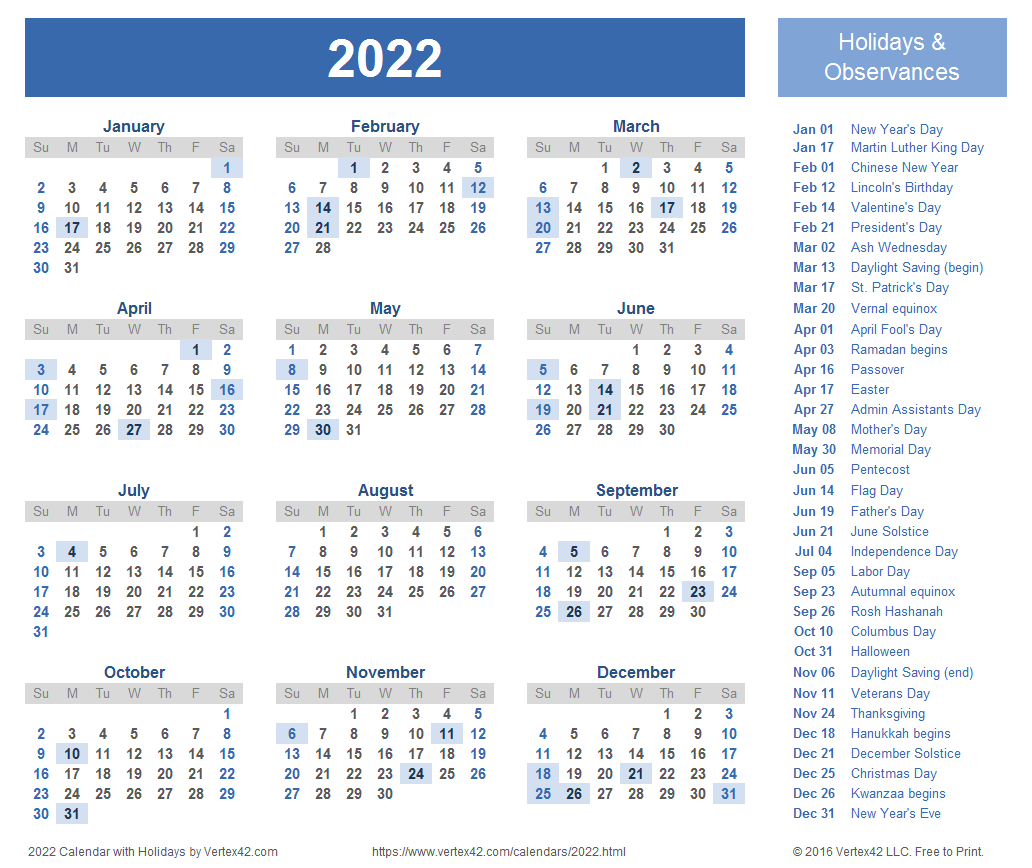 2022
January
Su M Tu W Th F Sa
1
2 3 4 5 6 7 8
9 10 11 12 13 14 15
16 17 18 19 20 21 22
23 24 25 26 27 28 29
30 31
February
Su M Tu W Th F Sa
1 2 3 4 5
6 7 8 9 10 11 12
13 14 15 16 17 18 19
20 21 22 23 24 25 26
27 28
March
Su M Tu W Th F Sa
1 2 3 4 5
6 7 8 9 10 11 12
13 14 15 16 17 18 19
20 21 22 23 24 25 26
27 28 29 30 31
April
Su M Tu W Th F Sa
1 2
3 4 5 6 7 8 9
10 11 12 13 14 15 16
17 18 19 20 21 22 23
24 25 26 27 28 29 30
May
Su M Tu W Th F Sa
1 2 3 4 5 6 7
8 9 10 11 12 13 14
15 16 17 18 19 20 21
22 23 24 25 26 27 28
29 30 31
June
Su M Tu W Th F Sa
1 2 3 4
5 6 7 8 9 10 11
12 13 14 15 16 17 18
19 20 21 22 23 24 25
26 27 28 29 30
July
Su M Tu W Th F Sa
1 2
3 4 5 6 7 8 9
10 11 12 13 14 15 16
17 18 19 20 21 22 23
24 25 26 27 28 29 30
31
August
Su M Tu W Th F Sa
1 2 3 4 5 6
7 8 9 10 11 12 13
14 15 16 17 18 19 20
21 22 23 24 25 26 27
28 29 30 31
September
Su M Tu W Th F Sa
1 2 3
4 5 6 7 8 9 10
11 12 13 14 15 16 17
18 19 20 21 22 23 24
25 26 27 28 29 30
October
Su M Tu W Th F Sa
1
2 3 4 5 6 7 8
9 10 11 12 13 14 15
16 17 18 19 20 21 22
23 24 25 26 27 28 29
30 31
November
Su M Tu W Th F Sa
1 2 3 4 5
6 7 8 9 10 11 12
13 14 15 16 17 18 19
20 21 22 23 24 25 26
27 28 29 30
December
Su M Tu W Th F Sa
1 2 3
4 5 6 7 8 9 10
11 12 13 14 15 16 17
18 19 20 21 22 23 24
25 26 27 28 29 30 31
Holidays &
Observances
Jan 01 New Year's Day
Jan 17 Martin Luther King Day
Feb 01 Chinese New Year
Feb 12 Lincoln's Birthday
Feb 14 Valentine's Day
Feb 21 President's Day
Mar 02 Ash Wednesday
Mar 13 Daylight Saving (begin)
Mar 17 St. Patrick's Day
Mar 20 Vernal equinox
Apr 01 April Fool's Day
Apr 03 Ramadan begins
Apr 16 Passover
Apr 17 Easter
Apr 27 Admin Assistants Day
May 08 Mother's Day
May 30 Memorial Day
Jun 05 Pentecost
Jun 14 Flag Day
Jun 19 Father's Day
Jun 21 June Solstice
Jul 04 Independence Day
Sep 05 Labor Day
Sep 23 Autumnal equinox
Sep 26 Rosh Hashanah
Oct 10 Columbus Day
Oct 31 Halloween
Nov 06 Daylight Saving (end)
Nov 11 Veterans Day
Nov 24 Thanksgiving
Dec 18 Hanukkah begins
Dec 21 December Solstice
Dec 25 Christmas Day
Dec 26 Kwanzaa begins
Dec 31 New Year's Eve
2022 Calendar with Holidays by Vertex42.com
https://www.vertex42.com/calendars/2022.html
© 2016 Vertex42 LLC. Free to Print.